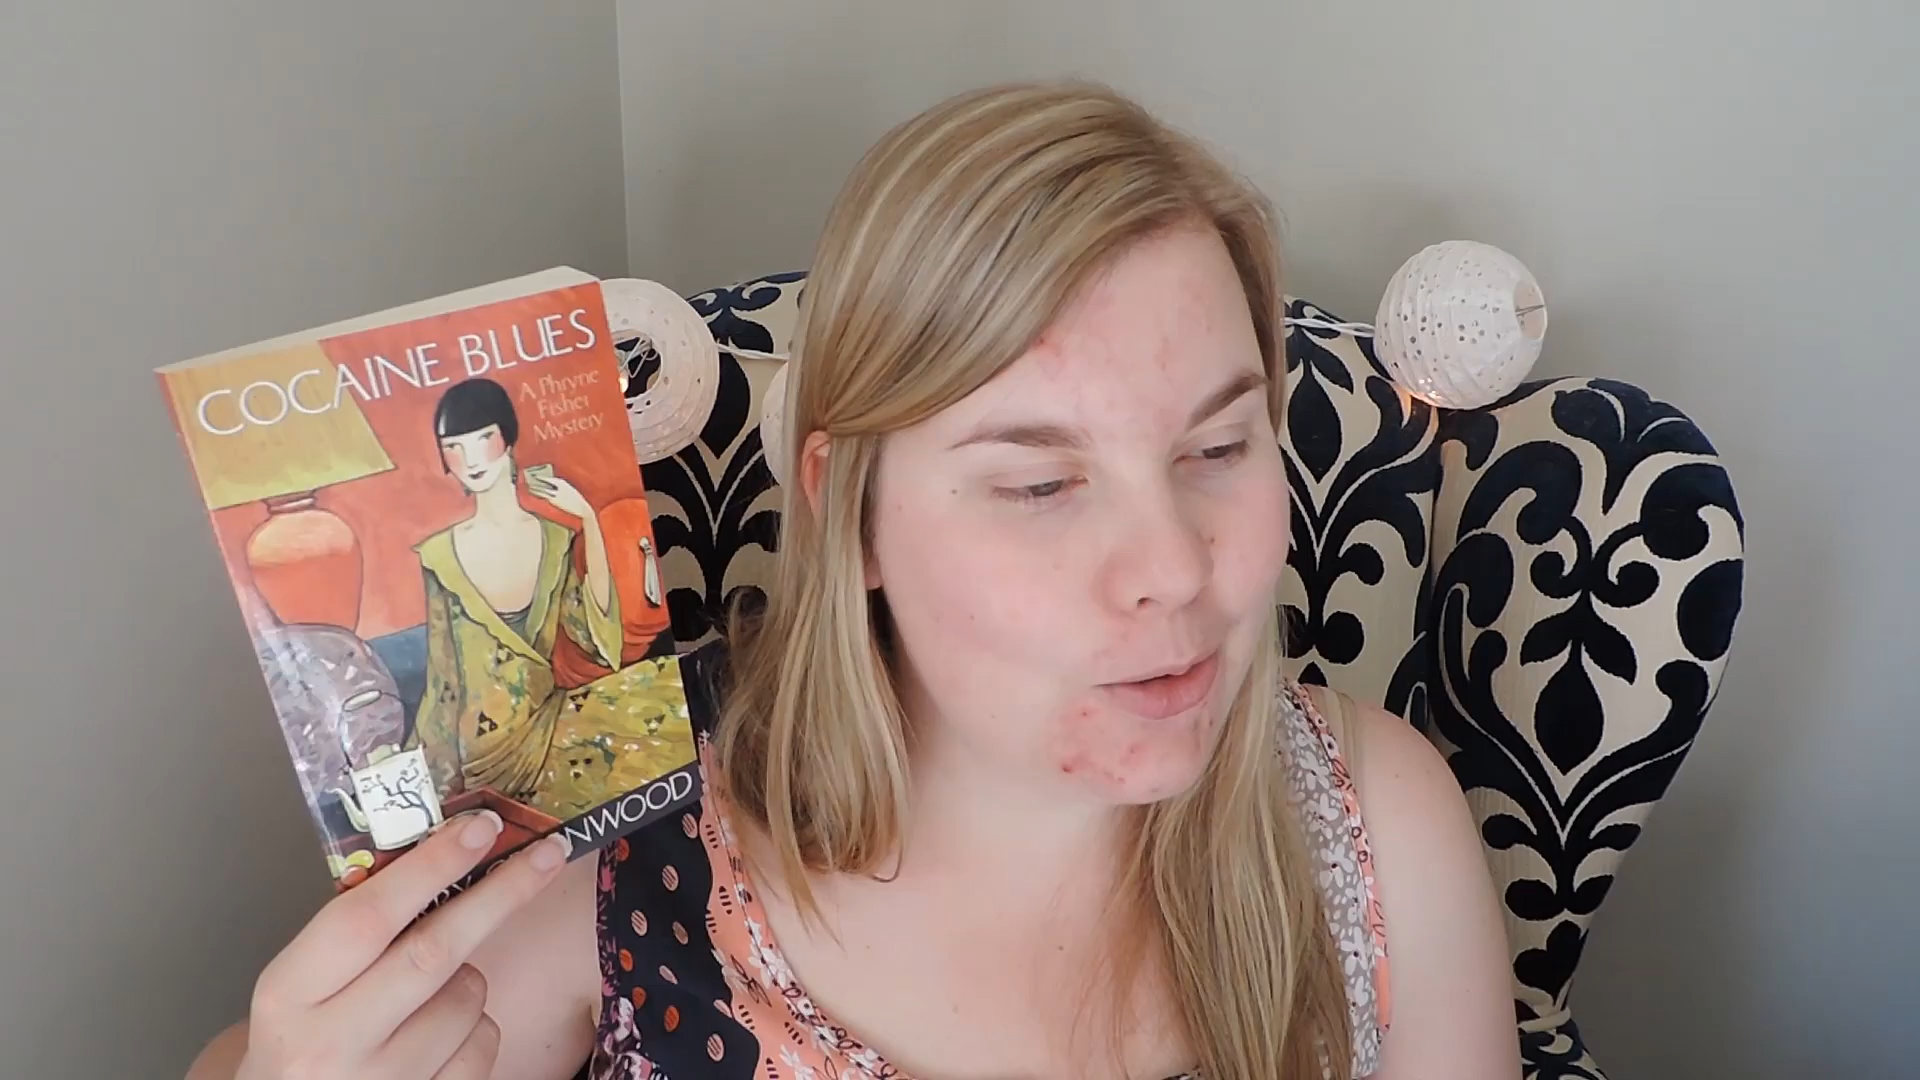 COCAINE BLUES
A Phryne
Fisher
Mystery
NWOOD